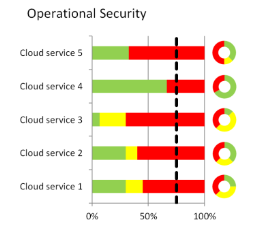 Operational Security
Cloud service 5
Cloud service 4
Cloud service 3
Cloud service 2
Cloud service 1
0% 50% 100%